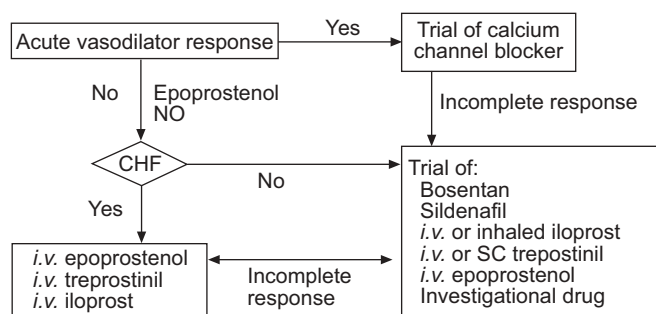 Acute vasodilator response
Yes
Trial of calcium
channel blocker
No
Epoprostenol
NO
Incomplete response
CHF
No
Yes
Trial of:
Bosentan
Sildenafil
i.v. or inhaled iloprost
i.v. or SC trepostinil
i.v. epoprostenol
Investigational drug
i.v. epoprostenol
i.v. treprostinil
i.v. iloprost
Incomplete
response